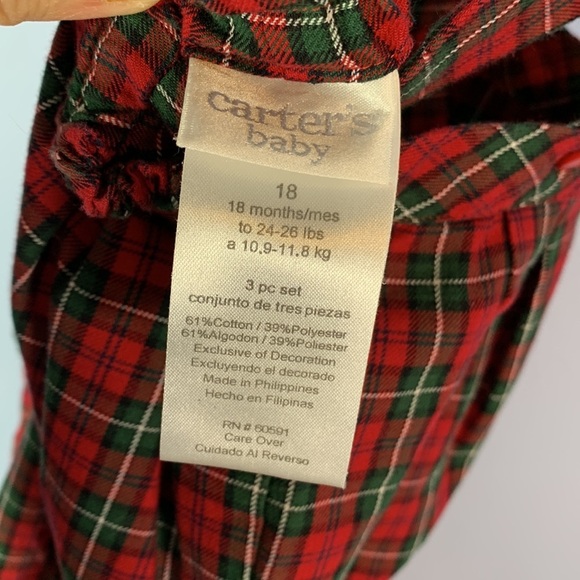 carter's
baby
18
18 months/mes
to 24-26 lbs
a 10.9-11.8 kg
3 pc set
conjunto de tres piezas
61%Cotton / 39%Polyester
61%Algodon / 39%Poliester
Exclusive of Decoration
Excluyendo el decorado
Made in Philippines
Hecho en Filipinas
RN # 60591
Care Over
Cuidado Al Reverso